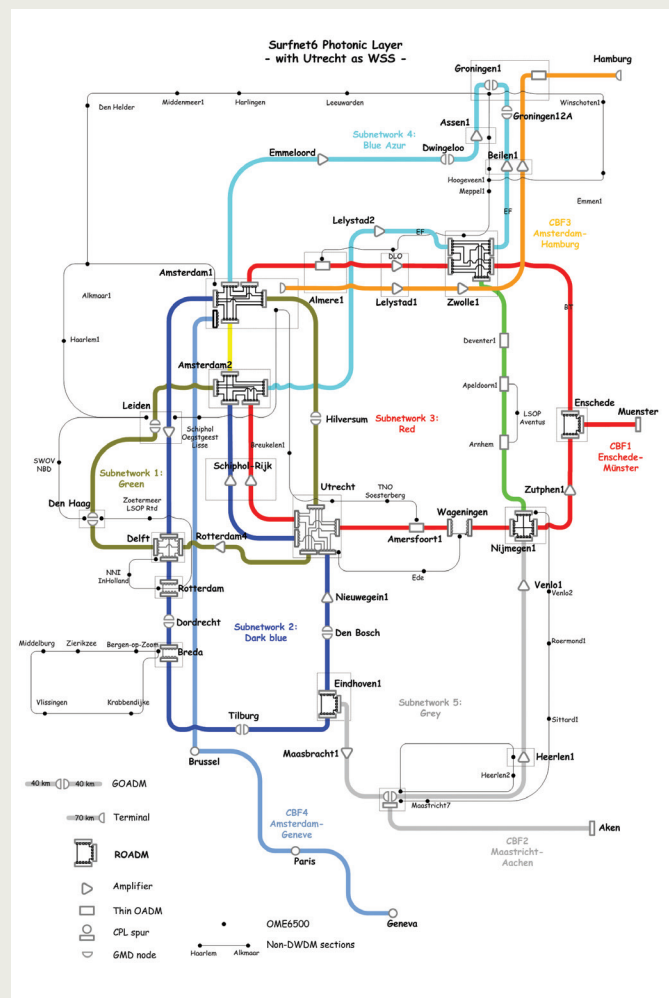 Surfnet6 Photonic Layer
- with Utrecht as WSS -
Hamburg
Groningen1
Den Helder
Middenmeer1
Harlingen
Leeuwarden
Winschoten1
Groningen12A
Assen1
Subnetwork 4:
Blue Azur
Emmeloord
Dwingeloo
Beilen1
Hoogeveen1
Meppel1
Emmen1
EF
Lelystad2
EF
CBF3
Amsterdam-
Hamburg
Amsterdam1
DLO
Almere1
Lelystad1
Zwolle1
Alkmaar1
BT
Haarlem1
Deventer1
Amsterdam2
Apeldoorn1
Enschede
Muenster
Leiden
Schiphol
Oegstgeest
Lisse
Hilversum
Subnetwork 3:
Red
LSOP
Aventus
Breukelen1
Arnhem
CBF1
Enschede-
Münster
SWOV
NBD
Subnetwork 1:
Green
Schiphol-Rijk
Utrecht
TNO
Soesterberg
Zutphen1
Den Haag
Zoetermeer
LSOP Rtd
Wageningen
Delft
Rotterdam4
Amersfoort1
Nijmegen1
NNI
InHolland
Ede
Rotterdam
Nieuwegein1
Venlo1
Venlo2
Dordrecht
Subnetwork 2:
Dark blue
Den Bosch
Middelburg
Zierikzee
Bergen-op-Zoom
Breda
Roermond1
Eindhoven1
Vlissingen
Krabbendijke
Subnetwork 5:
Grey
Tilburg
Sittard1
Maasbracht1
Heerlen1
Brussel
Heerlen2
40 km
40 km
GOADM
Maastricht7
CBF4
Amsterdam-
Geneve
70 km
Terminal
Aken
CBF2
Maastricht-
Aachen
ROADM
Paris
Amplifier
Thin OADM
Geneva
OME6500
CPL spur
Non-DWDM sections
Haarlem
Alkmaar
GMD node